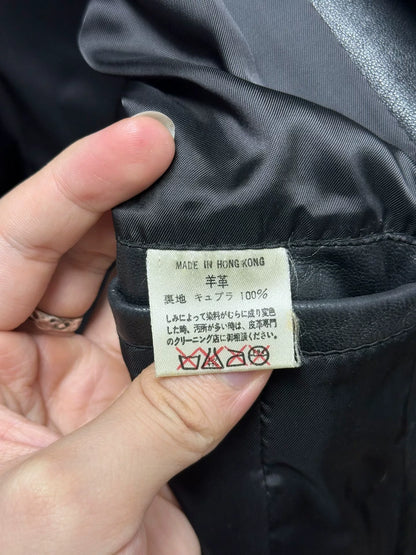 MADE IN HONG KONG
羊革
裏地 キュプラ 100%
しみによって染料がむらに成り変色
した時、汚所が多い時は、皮革専門
のクリーニング店に御相談ください。